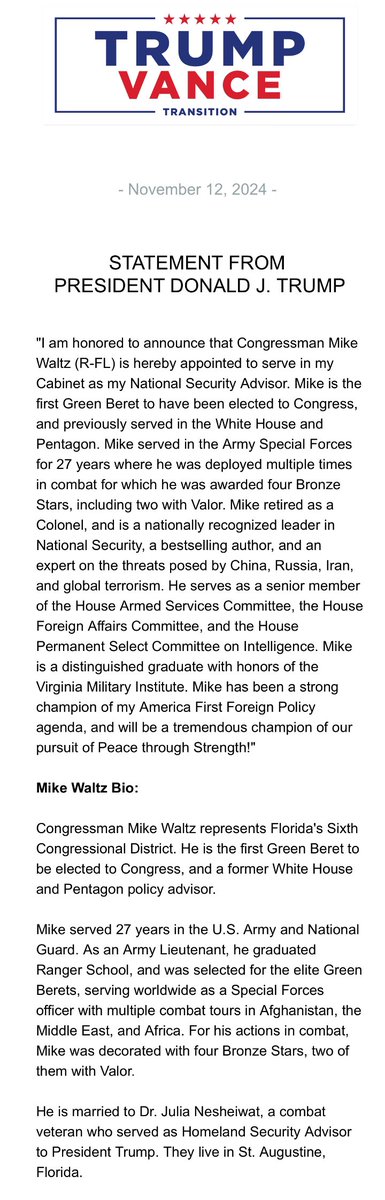 TRUMP
VANCE
TRANSITION
- November 12, 2024 -
STATEMENT FROM
PRESIDENT DONALD J. TRUMP
"I am honored to announce that Congressman Mike
Waltz (R-FL) is hereby appointed to serve in my
Cabinet as my National Security Advisor. Mike is the
first Green Beret to have been elected to Congress,
and previously served in the White House and
Pentagon. Mike served in the Army Special Forces
for 27 years where he was deployed multiple times
in combat for which he was awarded four Bronze
Stars, including two with Valor. Mike retired as a
Colonel, and is a nationally recognized leader in
National Security, a bestselling author, and an
expert on the threats posed by China, Russia, Iran,
and global terrorism. He serves as a senior member
of the House Armed Services Committee, the House
Foreign Affairs Committee, and the House
Permanent Select Committee on Intelligence. Mike
is a distinguished graduate with honors of the
Virginia Military Institute. Mike has been a strong
champion of my America First Foreign Policy
agenda, and will be a tremendous champion of our
pursuit of Peace through Strength!"
Mike Waltz Bio:
Congressman Mike Waltz represents Florida's Sixth
Congressional District. He is the first Green Beret to
be elected to Congress, and a former White House
and Pentagon policy advisor.
Mike served 27 years in the U.S. Army and National
Guard. As an Army Lieutenant, he graduated
Ranger School, and was selected for the elite Green
Berets, serving worldwide as a Special Forces
officer with multiple combat tours in Afghanistan, the
Middle East, and Africa. For his actions in combat,
Mike was decorated with four Bronze Stars, two of
them with Valor.
He is married to Dr. Julia Nesheiwat, a combat
veteran who served as Homeland Security Advisor
to President Trump. They live in St. Augustine,
Florida.